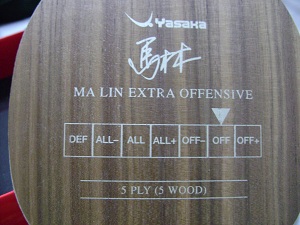 Yasaka
馬林
MA LIN EXTRA OFFENSIVE
DEF ALL− ALL ALL+ OFF− OFF OFF+
5 PLY (5 WOOD)